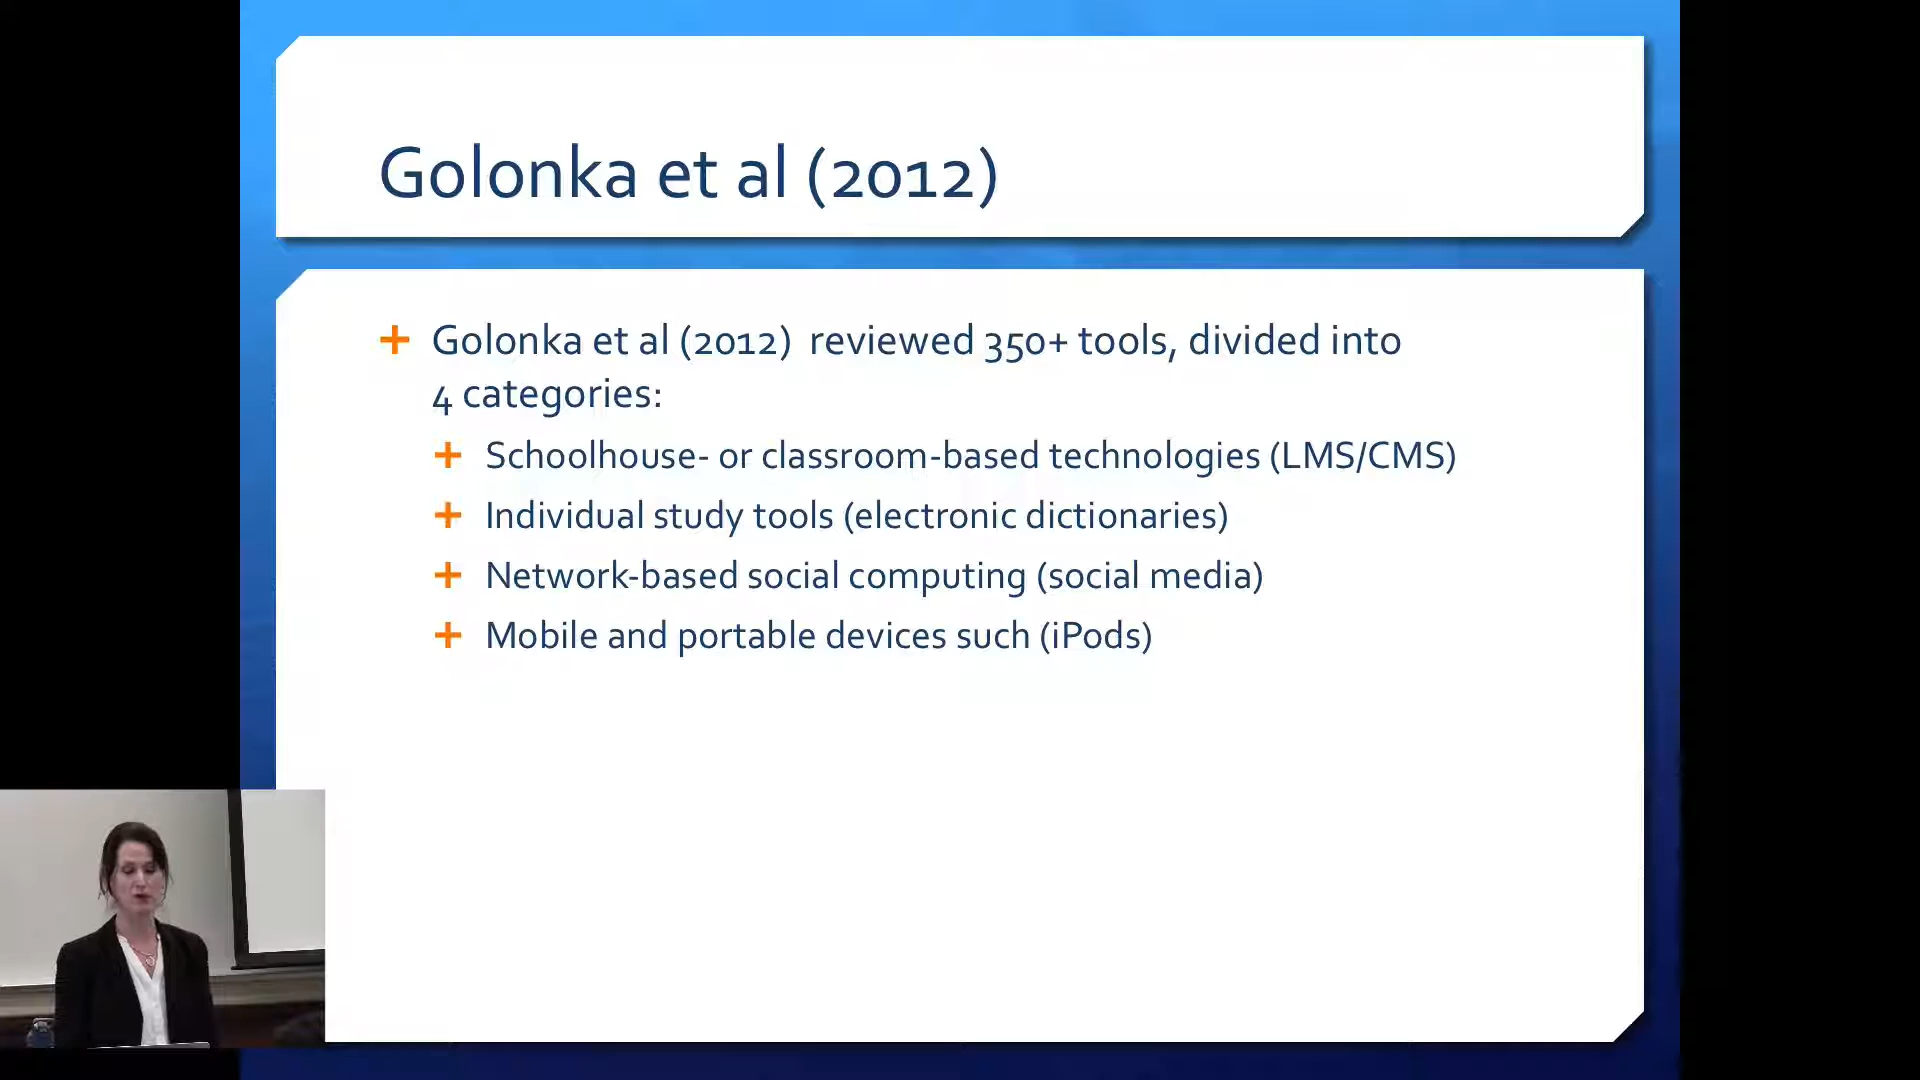 Golonka et al (2012)
+ Golonka et al (2012) reviewed 350+ tools, divided into
4 categories:
+ Schoolhouse- or classroom-based technologies (LMS/CMS)
+ Individual study tools (electronic dictionaries)
+ Network-based social computing (social media)
+ Mobile and portable devices such (iPods)